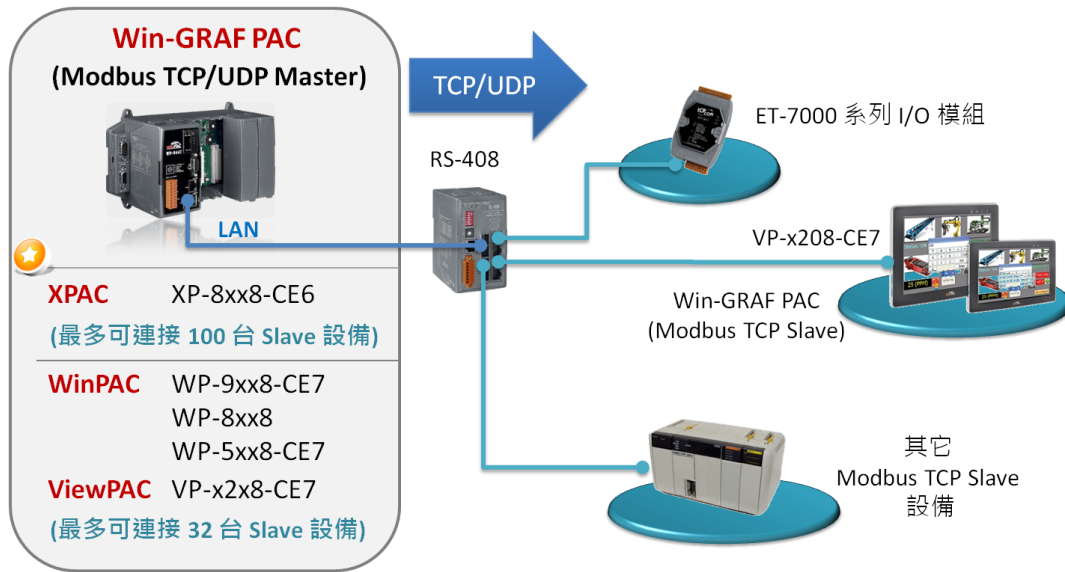 Win-GRAF PAC
(Modbus TCP/UDP Master)
LAN
XPAC XP-8xx8-CE6
(最多可連接 100 台 Slave 設備)
WinPAC WP-9xx8-CE7
WP-8xx8
WP-5xx8-CE7
ViewPAC VP-x2x8-CE7
(最多可連接 32 台 Slave 設備)
TCP/UDP
RS-408
ET-7000 系列 I/O 模組
VP-x208-CE7
Win-GRAF PAC
(Modbus TCP Slave)
其它
Modbus TCP Slave
設備